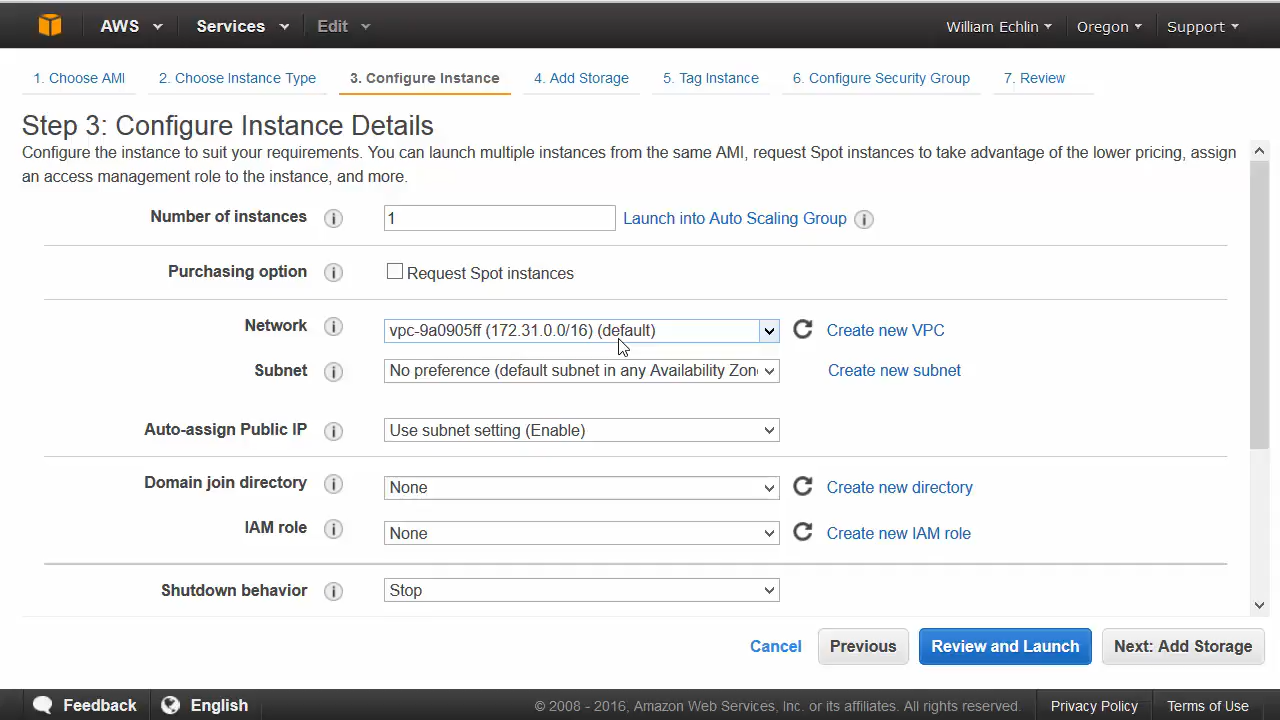 AWS Services Edit William Echlin Oregon Support
1. Choose AMI 2. Choose Instance Type 3. Configure Instance 4. Add Storage 5. Tag Instance 6. Configure Security Group 7. Review
Step 3: Configure Instance Details
Configure the instance to suit your requirements. You can launch multiple instances from the same AMI, request Spot instances to take advantage of the lower pricing, assign
an access management role to the instance, and more.
Number of instances i 1 Launch into Auto Scaling Group i
Purchasing option i Request Spot instances
Network i vpc-9a0905ff (172.31.0.0/16) (default) Create new VPC
Subnet i No preference (default subnet in any Availability Zon Create new subnet
Auto-assign Public IP i Use subnet setting (Enable)
Domain join directory i None Create new directory
IAM role i None Create new IAM role
Shutdown behavior i Stop
Cancel Previous Review and Launch Next: Add Storage
Feedback English © 2008 - 2016, Amazon Web Services, Inc. or its affiliates. All rights reserved. Privacy Policy Terms of Use